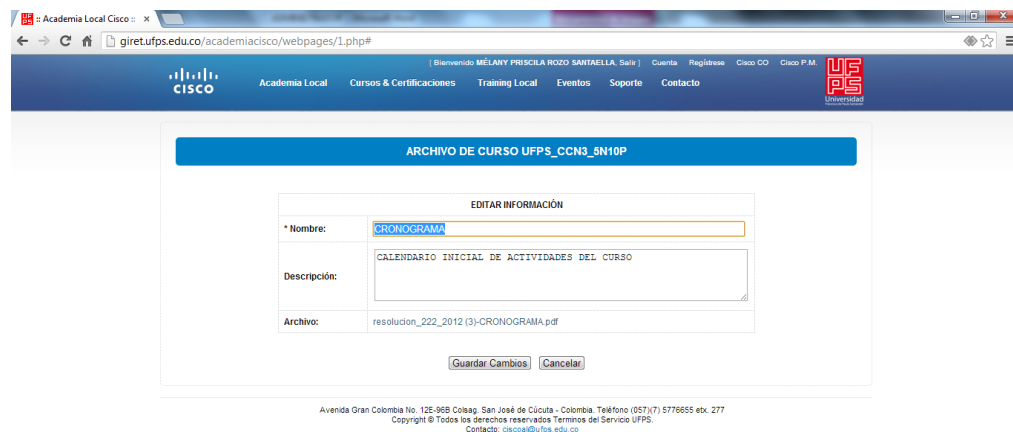 :: Academia Local Cisco ::
giret.ufps.edu.co/academiacisco/webpages/1.php#
[ Bienvenido MÉLANY PRISCILA ROZO SANTAELLA, Salir ] Cuenta Regístrese Cisco CO Cisco P.M.
CISCO
Academia Local Cursos & Certificaciones Training Local Eventos Soporte Contacto
UFPS
Universidad
ARCHIVO DE CURSO UFPS_CCN3_5N10P
EDITAR INFORMACIÓN
* Nombre: CRONOGRAMA
Descripción: CALENDARIO INICIAL DE ACTIVIDADES DEL CURSO
Archivo: resolucion_222_2012 (3)-CRONOGRAMA.pdf
Guardar Cambios Cancelar
Avenida Gran Colombia No. 12E-96B Colsag. San José de Cúcuta - Colombia. Teléfono (057)(7) 5776655 etx. 277
Copyright © Todos los derechos reservados Terminos del Servicio UFPS.
Contacto: ciscoal@ufps.edu.co